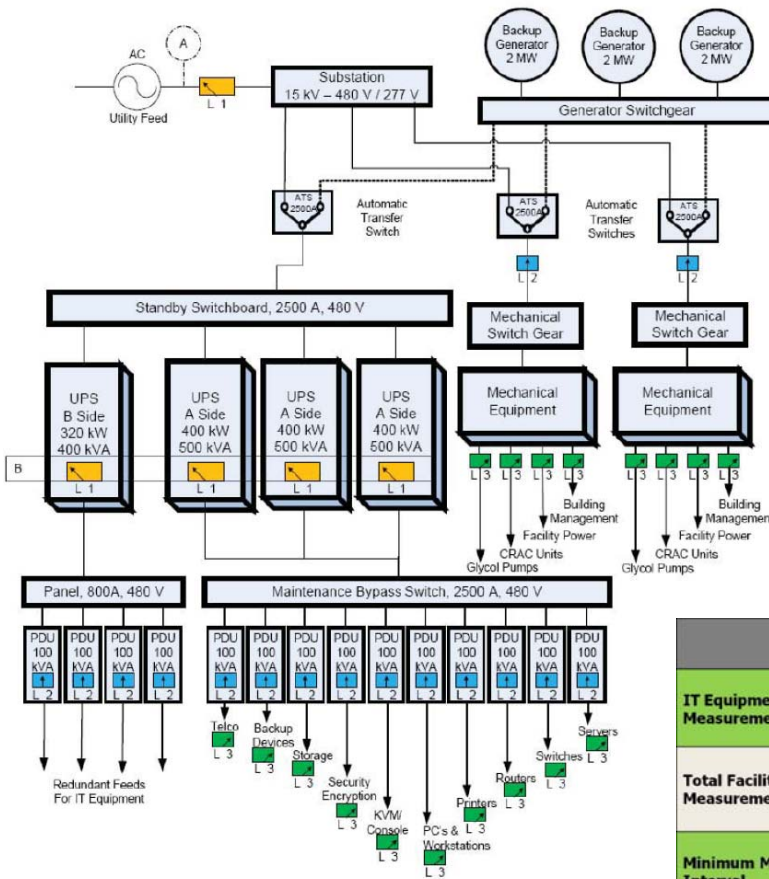 AC
A
L 1
Utility Feed
Substation
15 kV – 480 V / 277 V
Backup
Generator
2 MW
Backup
Generator
2 MW
Backup
Generator
2 MW
Generator Switchgear
ATS
2500A
Automatic
Transfer
Switch
ATS
2500A
Automatic
Transfer
Switches
ATS
2500A
L 2
L 2
Standby Switchboard, 2500 A, 480 V
Mechanical
Switch Gear
Mechanical
Switch Gear
UPS
B Side
320 kW
400 kVA
L 1
UPS
A Side
400 kW
500 kVA
L 1
UPS
A Side
400 kW
500 kVA
L 1
UPS
A Side
400 kW
500 kVA
L 1
B
Mechanical
Equipment
L 3
L 3
L 3
L 3
Building
Management
Facility Power
CRAC Units
Glycol Pumps
Mechanical
Equipment
L 3
L 3
L 3
L 3
Building
Management
Facility Power
CRAC Units
Glycol Pumps
Panel, 800A, 480 V
Maintenance Bypass Switch, 2500 A, 480 V
PDU
100
kVA
L 2
PDU
100
kVA
L 2
PDU
100
kVA
L 2
PDU
100
kVA
L 2
PDU
100
kVA
L 2
PDU
100
kVA
L 2
PDU
100
kVA
L 2
PDU
100
kVA
L 2
PDU
100
kVA
L 2
PDU
100
kVA
L 2
PDU
100
kVA
L 2
PDU
100
kVA
L 2
PDU
100
kVA
L 2
PDU
100
kVA
L 2
Redundant Feeds
For IT Equipment
Telco
L 3
Backup
Devices
L 3
Storage
L 3
Security
Encryption
L 3
KVM/
Console
L 3
PC's &
Workstations
L 3
Printers
L 3
Routers
L 3
Switches
L 3
Servers
L 3
IT Equipme
Measureme
Total Facilit
Measureme
Minimum M